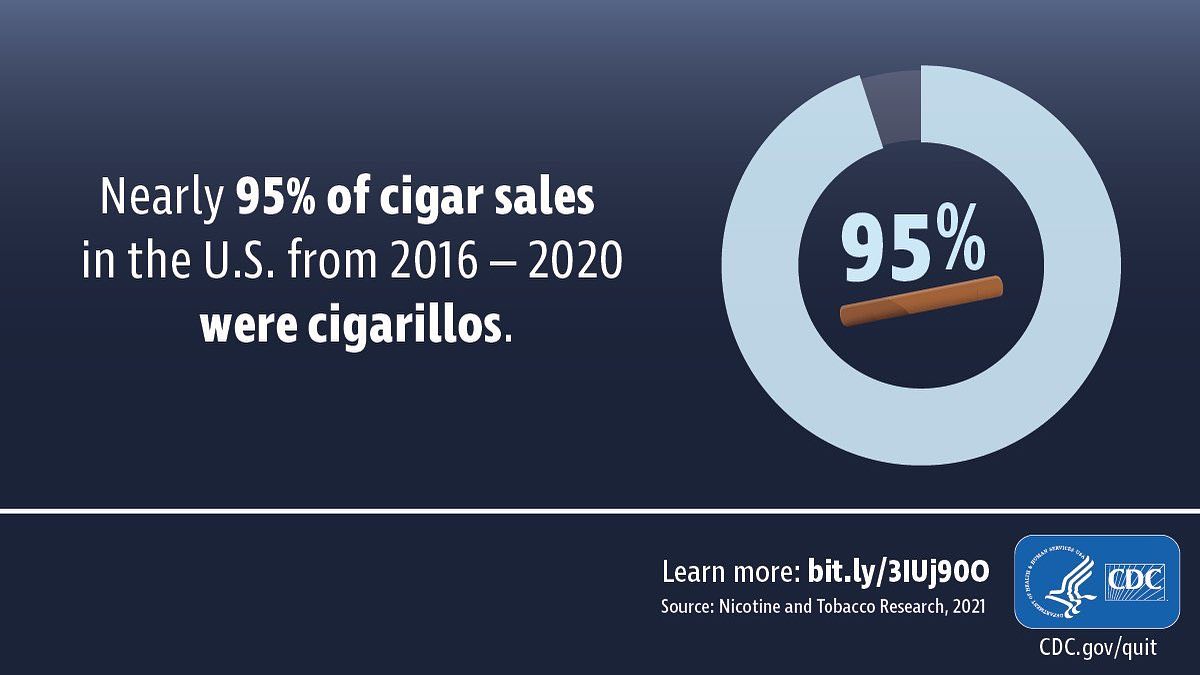 Nearly 95% of cigar sales
in the U.S. from 2016 – 2020
were cigarillos.
95%
Learn more: bit.ly/3IUj90O
Source: Nicotine and Tobacco Research, 2021
DEPARTMENT OF HEALTH & HUMAN SERVICES USA
CDC
CDC.gov/quit